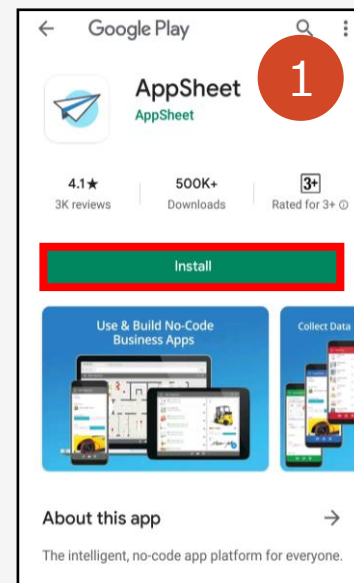 Google Play
1
AppSheet
AppSheet
4.1★
500K+
3+
3K reviews
Downloads
Rated for 3+
Install
Use & Build No-Code
Business Apps
Collect Data
About this app
The intelligent, no-code app platform for everyone.